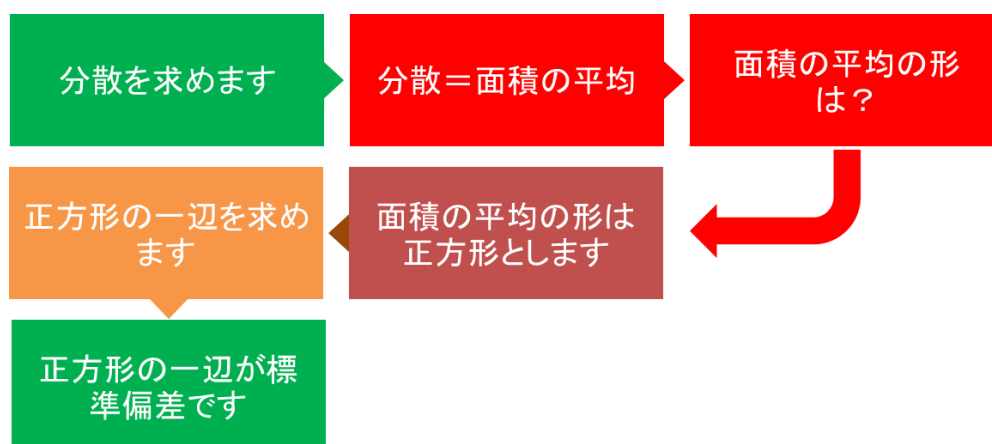 分散を求めます
分散＝面積の平均
面積の平均の形
は？
面積の平均の形は
正方形とします
正方形の一辺を求め
ます
正方形の一辺が標
準偏差です